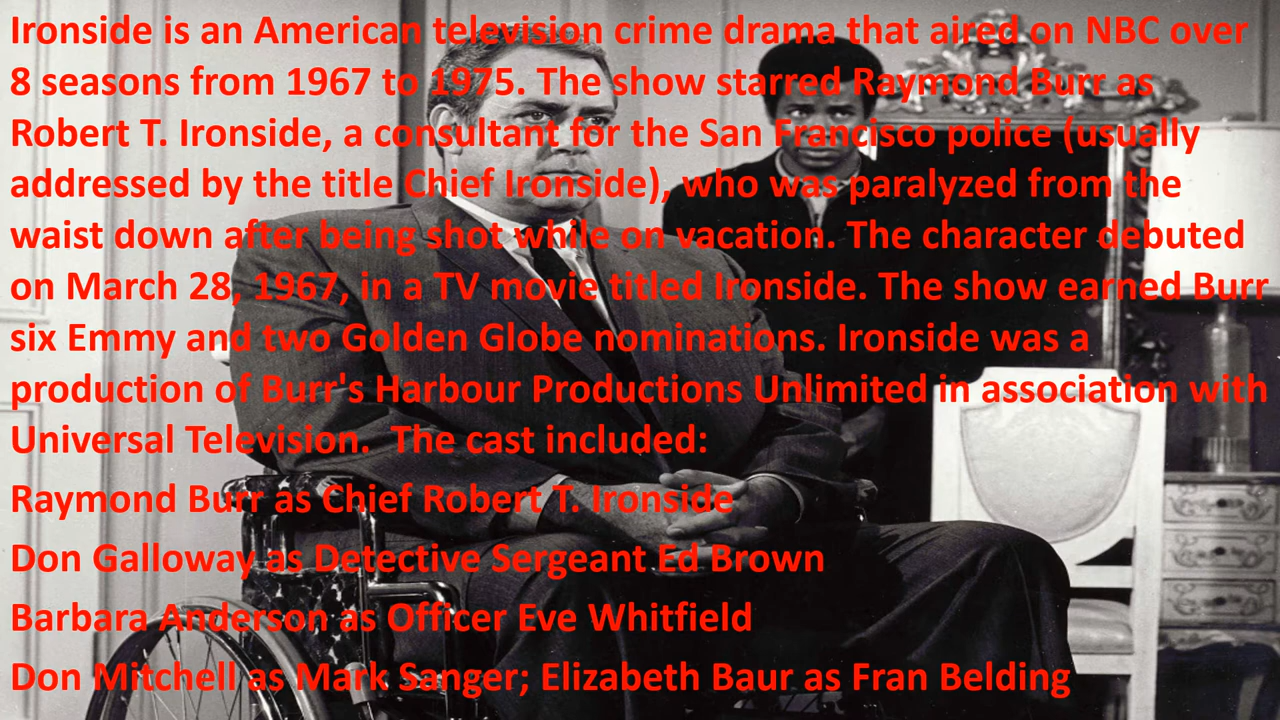 Ironside is an American television crime drama that aired on NBC over
8 seasons from 1967 to 1975. The show starred Raymond Burr as
Robert T. Ironside, a consultant for the San Francisco police (usually
addressed by the title Chief Ironside), who was paralyzed from the
waist down after being shot while on vacation. The character debuted
on March 28, 1967, in a TV movie titled Ironside. The show earned Burr
six Emmy and two Golden Globe nominations. Ironside was a
production of Burr's Harbour Productions Unlimited in association with
Universal Television.  The cast included:
Raymond Burr as Chief Robert T. Ironside
Don Galloway as Detective Sergeant Ed Brown
Barbara Anderson as Officer Eve Whitfield
Don Mitchell as Mark Sanger; Elizabeth Baur as Fran Belding